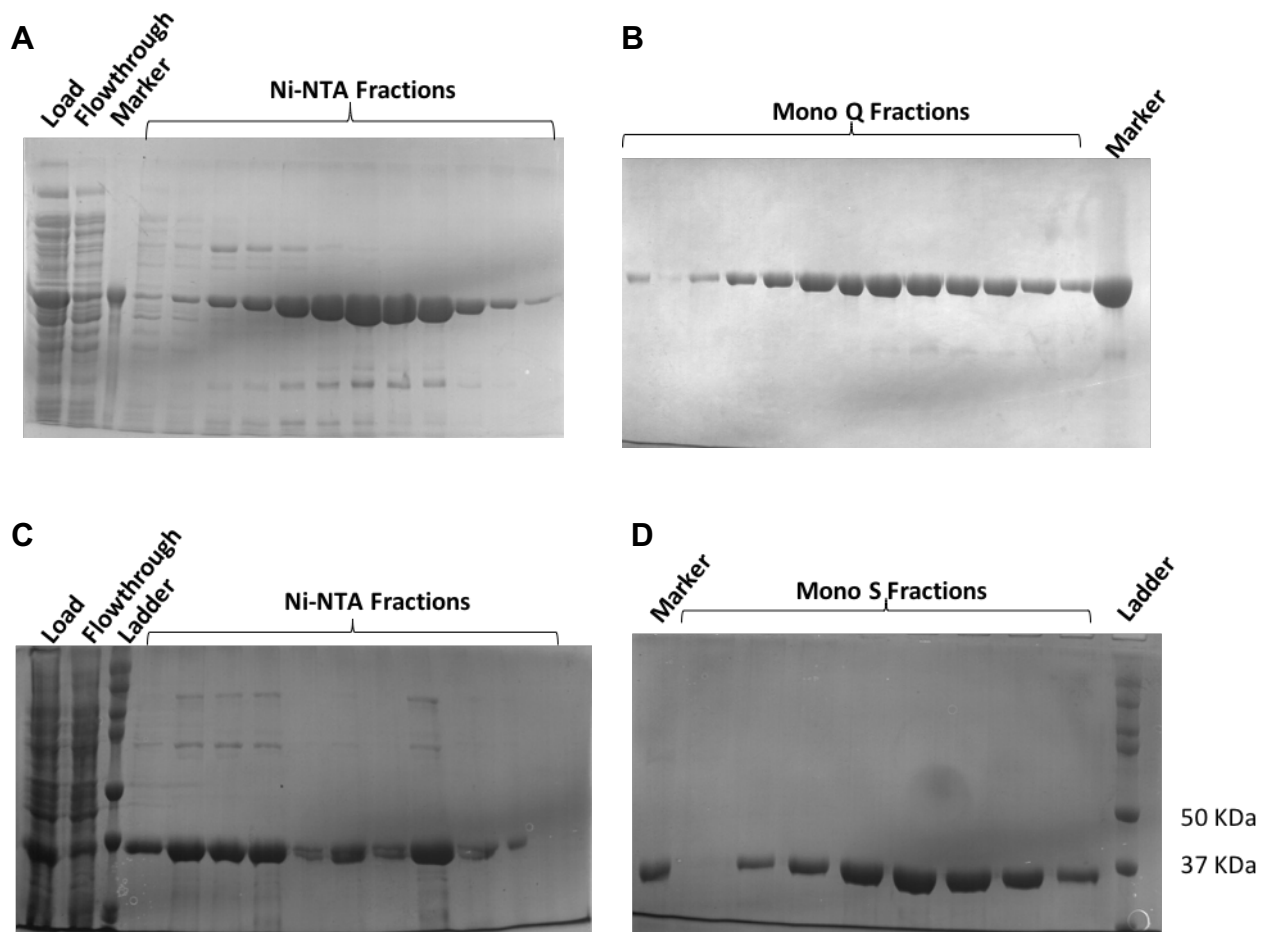 A
Load
Flowthrough
Marker
Ni-NTA Fractions
B
Mono Q Fractions
Marker
C
Load
Flowthrough
Ladder
Ni-NTA Fractions
D
Marker
Mono S Fractions
Ladder
50 KDa
37 KDa